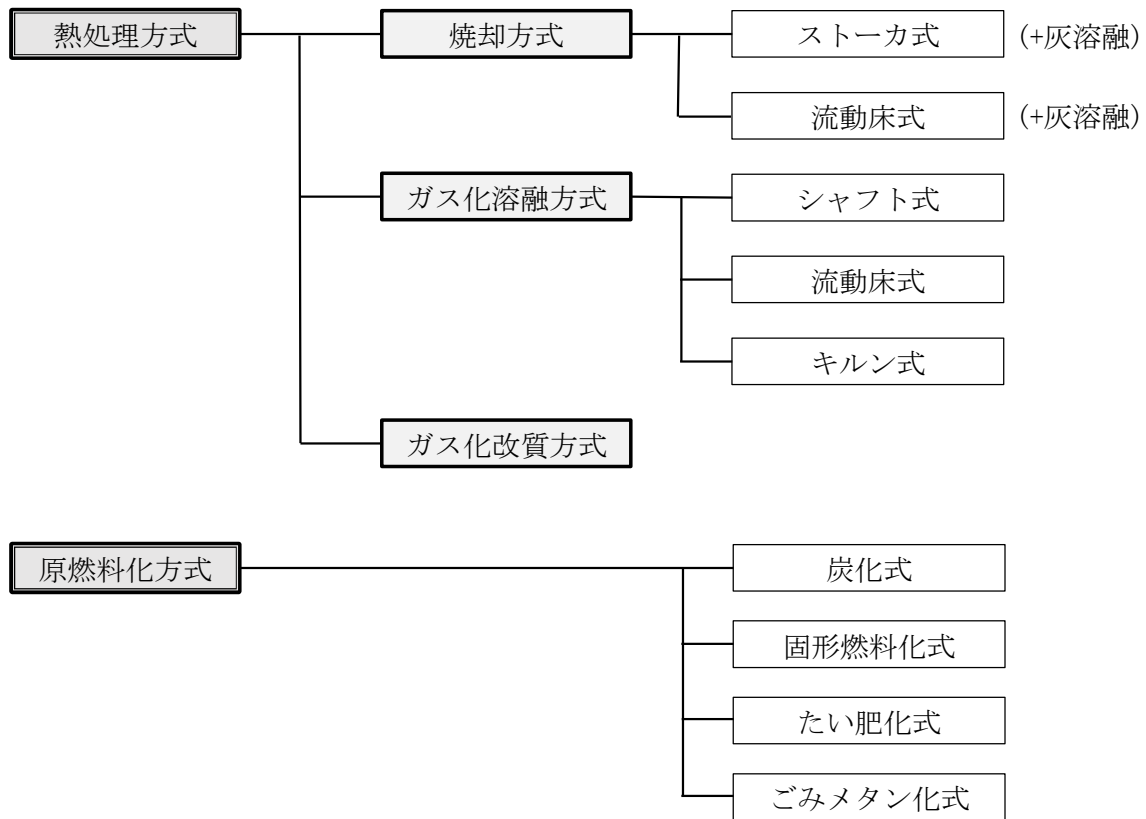 熱処理方式
焼却方式
ストーカ式
(+灰溶融)
流動床式
(+灰溶融)
ガス化溶融方式
シャフト式
流動床式
キルン式
ガス化改質方式
原燃料化方式
炭化式
固形燃料化式
たい肥化式
ごみメタン化式